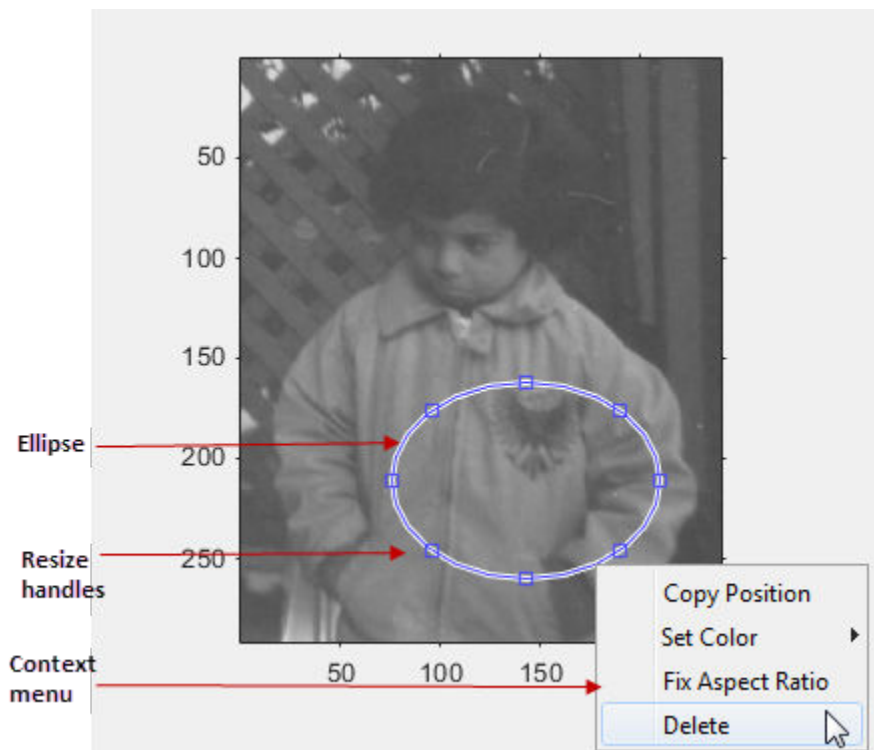 50
100
150
Ellipse
200
250
Resize
handles
Copy Position
Set Color
Context
menu
50 100 150
Fix Aspect Ratio
Delete